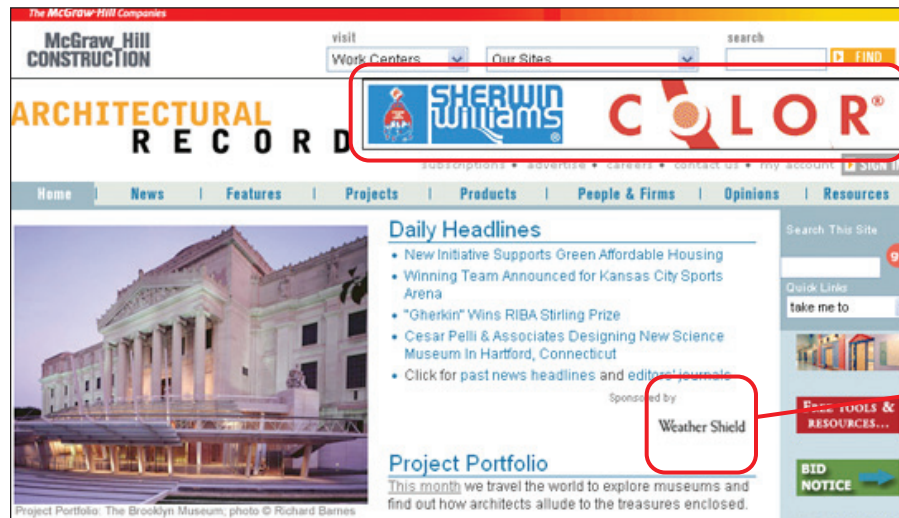 The McGraw·Hill Companies
McGraw_Hill
CONSTRUCTION
visit
Work Centers
Our Sites
search
FIND
ARCHITECTURAL
RECORD
SHERWIN
WILLIAMS
®
COLOR®
subscriptions • advertise • careers • contact us • my account
SIGN
Home | News | Features | Projects | Products | People & Firms | Opinions | Resources
Daily Headlines
• New Initiative Supports Green Affordable Housing
• Winning Team Announced for Kansas City Sports
Arena
• "Gherkin" Wins RIBA Stirling Prize
• Cesar Pelli & Associates Designing New Science
Museum In Hartford, Connecticut
• Click for past news headlines and editors' journals
Sponsored by
Weather Shield
Project Portfolio
This month we travel the world to explore museums and
find out how architects allude to the treasures enclosed.
Project Portfolio: The Brooklyn Museum; photo © Richard Barnes
Search This Site
Quick Links
take me to
FREE TOOLS &
RESOURCES...
BID
NOTICE